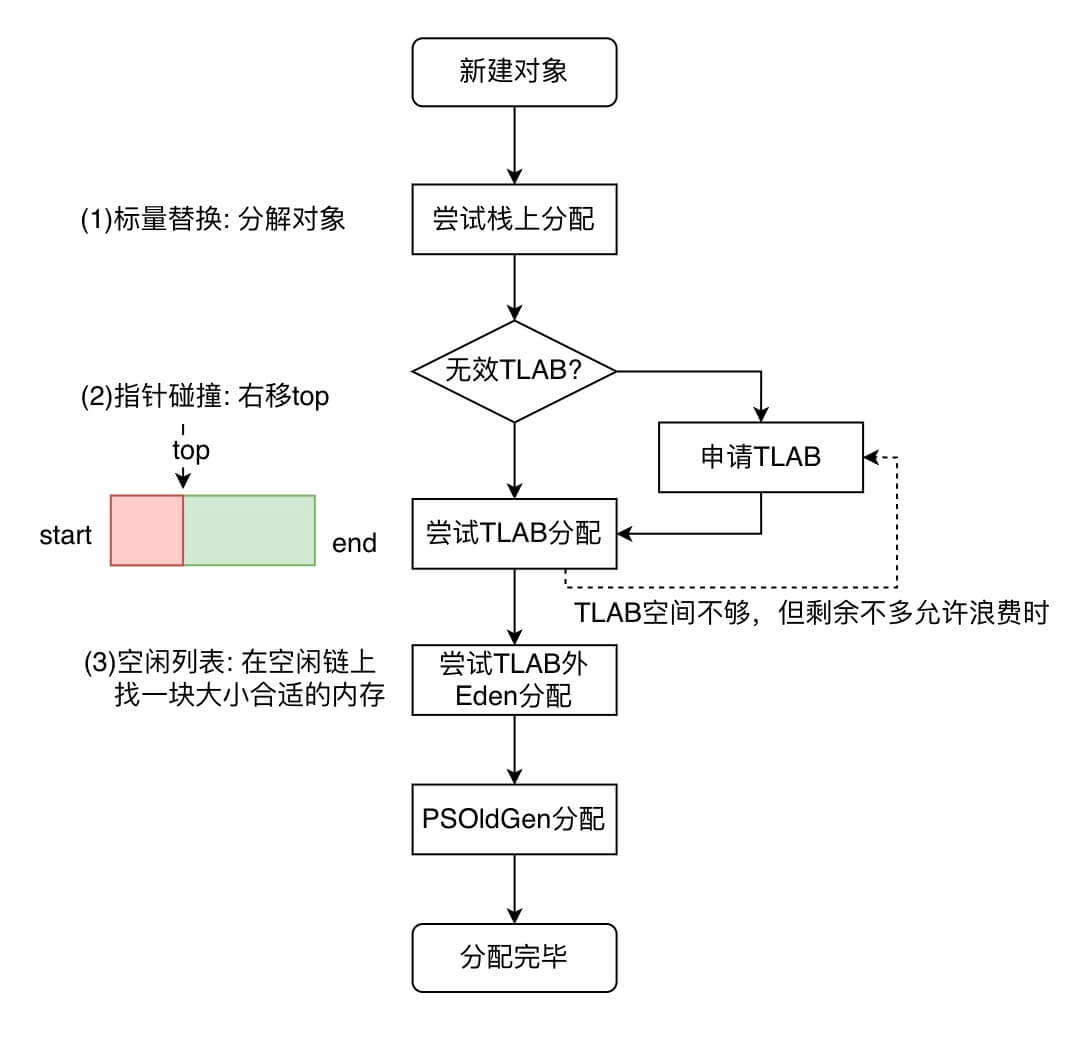 新建对象
(1)标量替换: 分解对象
尝试栈上分配
无效TLAB?
(2)指针碰撞: 右移top
top
申请TLAB
start
end
尝试TLAB分配
TLAB空间不够，但剩余不多允许浪费时
(3)空闲列表: 在空闲链上
找一块大小合适的内存
尝试TLAB外
Eden分配
PSOldGen分配
分配完毕